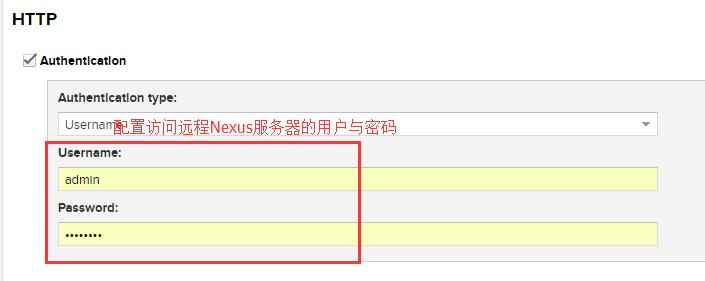 HTTP
Authentication
Authentication type:
Username
配置访问远程Nexus服务器的用户与密码
Username:
admin
Password:
••••••••